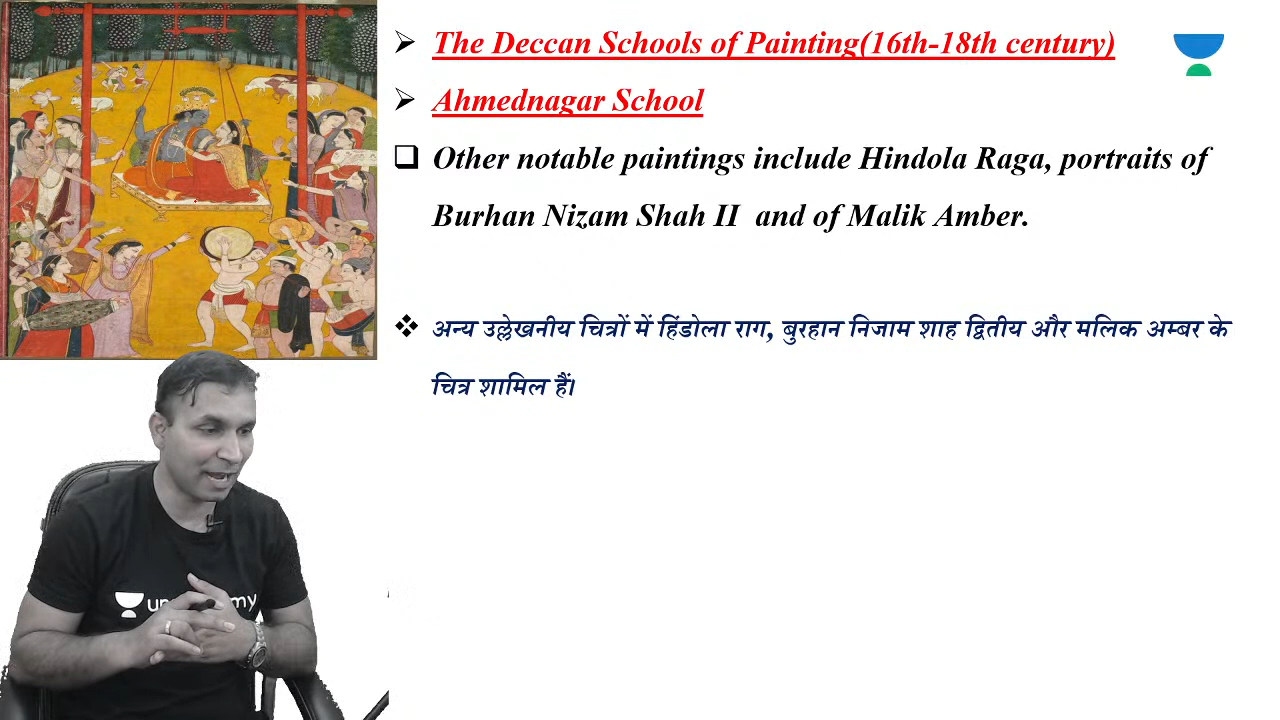 The Deccan Schools of Painting(16th-18th century)
Ahmednagar School
Other notable paintings include Hindola Raga, portraits of
Burhan Nizam Shah II and of Malik Amber.
अन्य उल्लेखनीय चित्रों में हिंडोला राग, बुरहान निजाम शाह द्वितीय और मलिक अम्बर के
चित्र शामिल हैं।